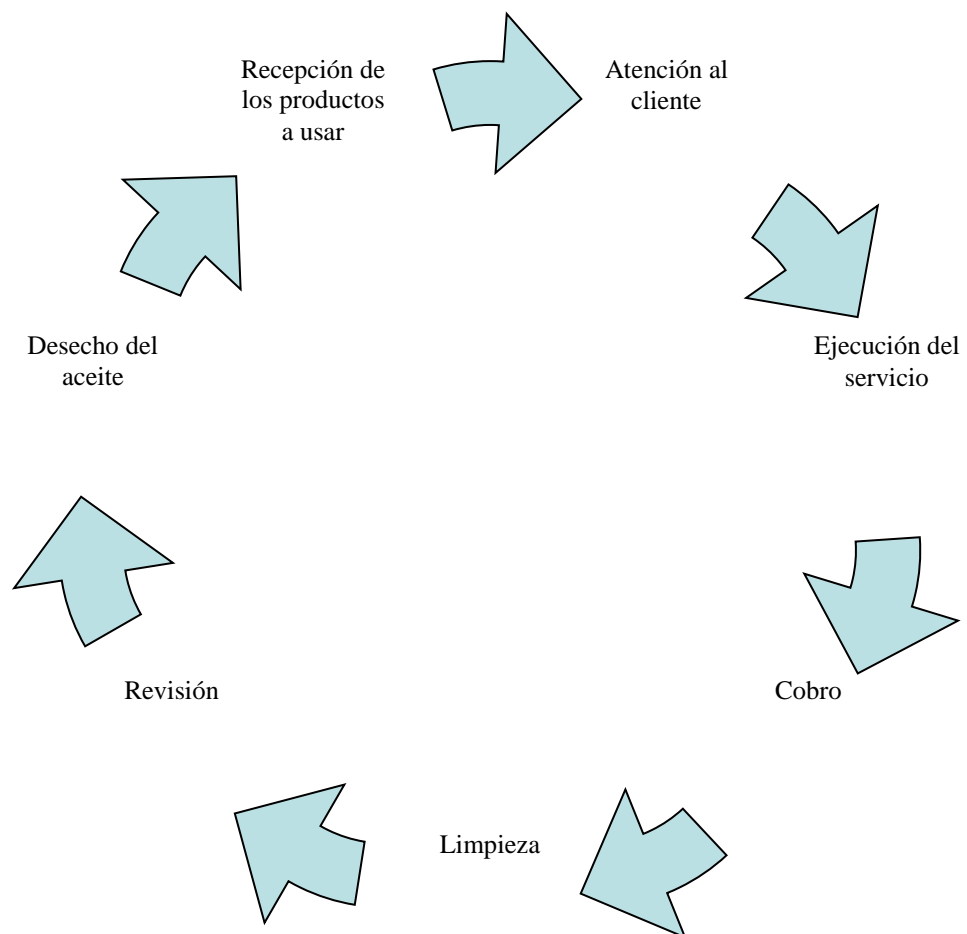 Recepción de
los productos
a usar
Atención al
cliente
Ejecución del
servicio
Cobro
Limpieza
Revisión
Desecho del
aceite